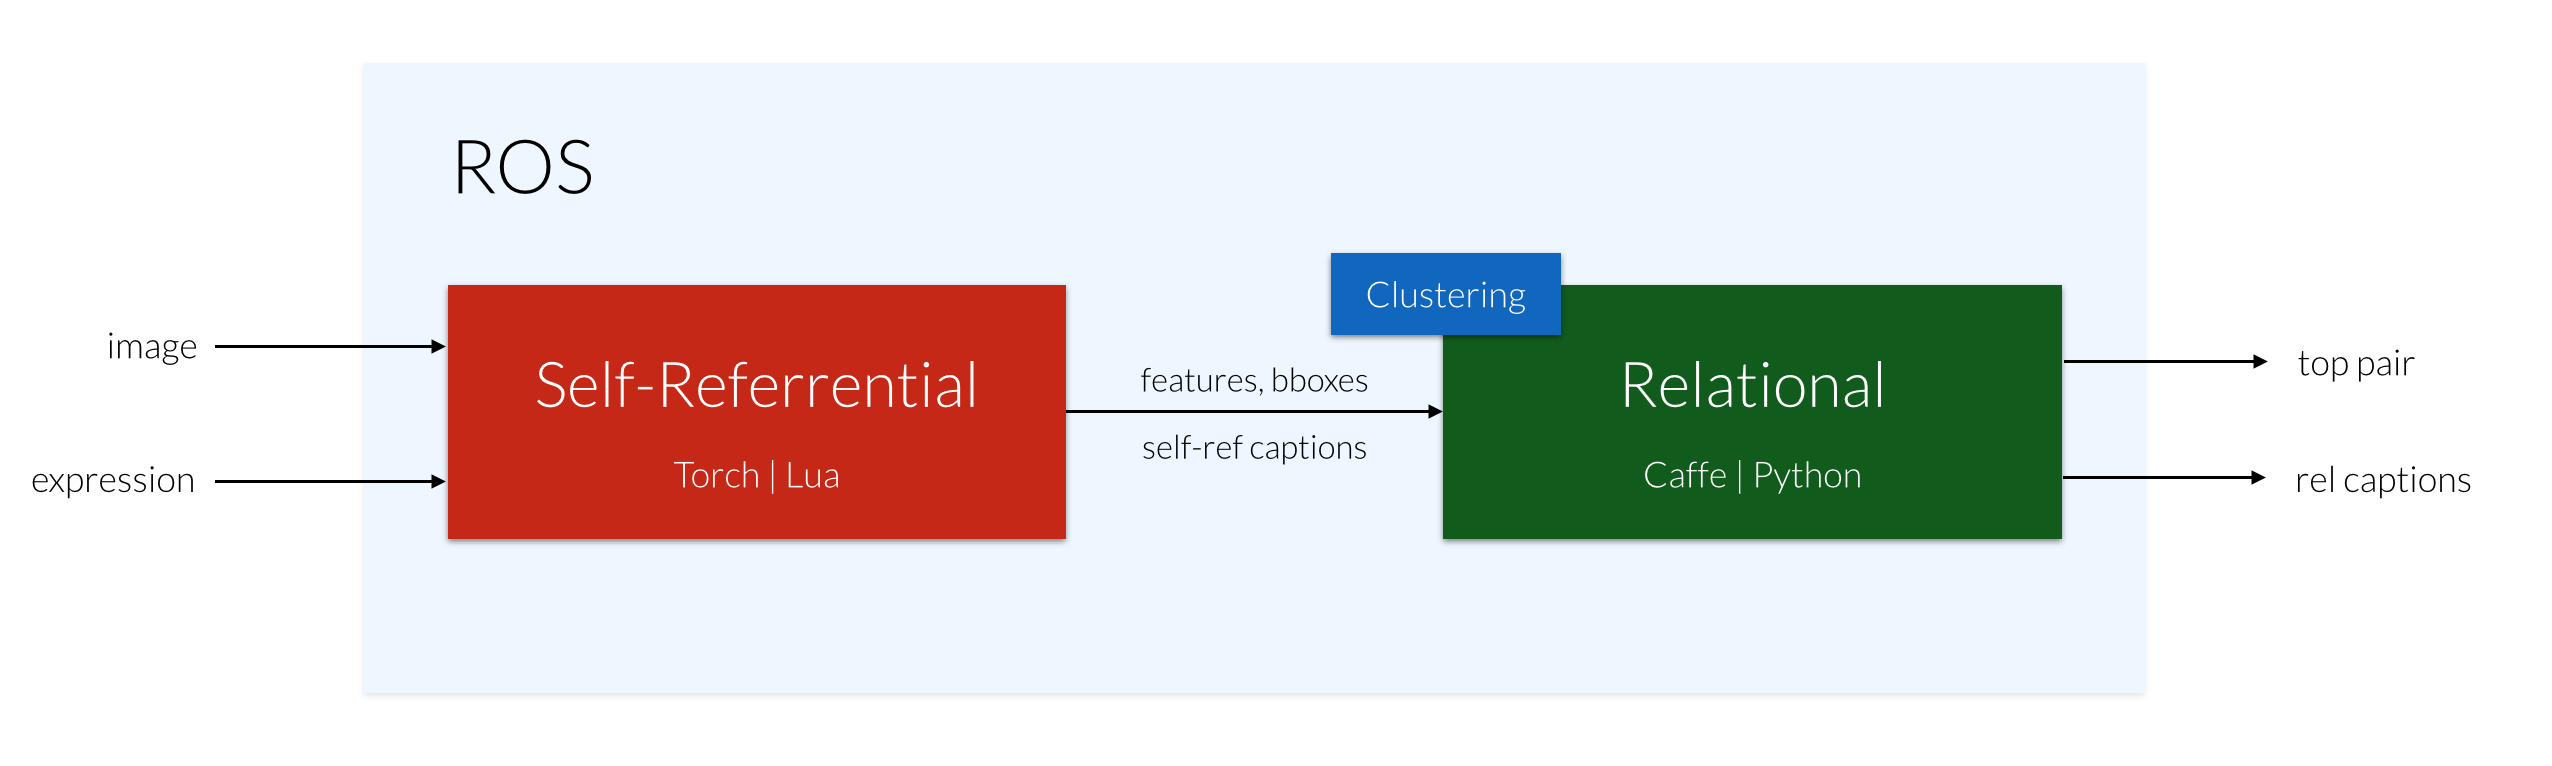 ROS
image
expression
Self-Referrential
Torch | Lua
features, bboxes
self-ref captions
Clustering
Relational
Caffe | Python
top pair
rel captions